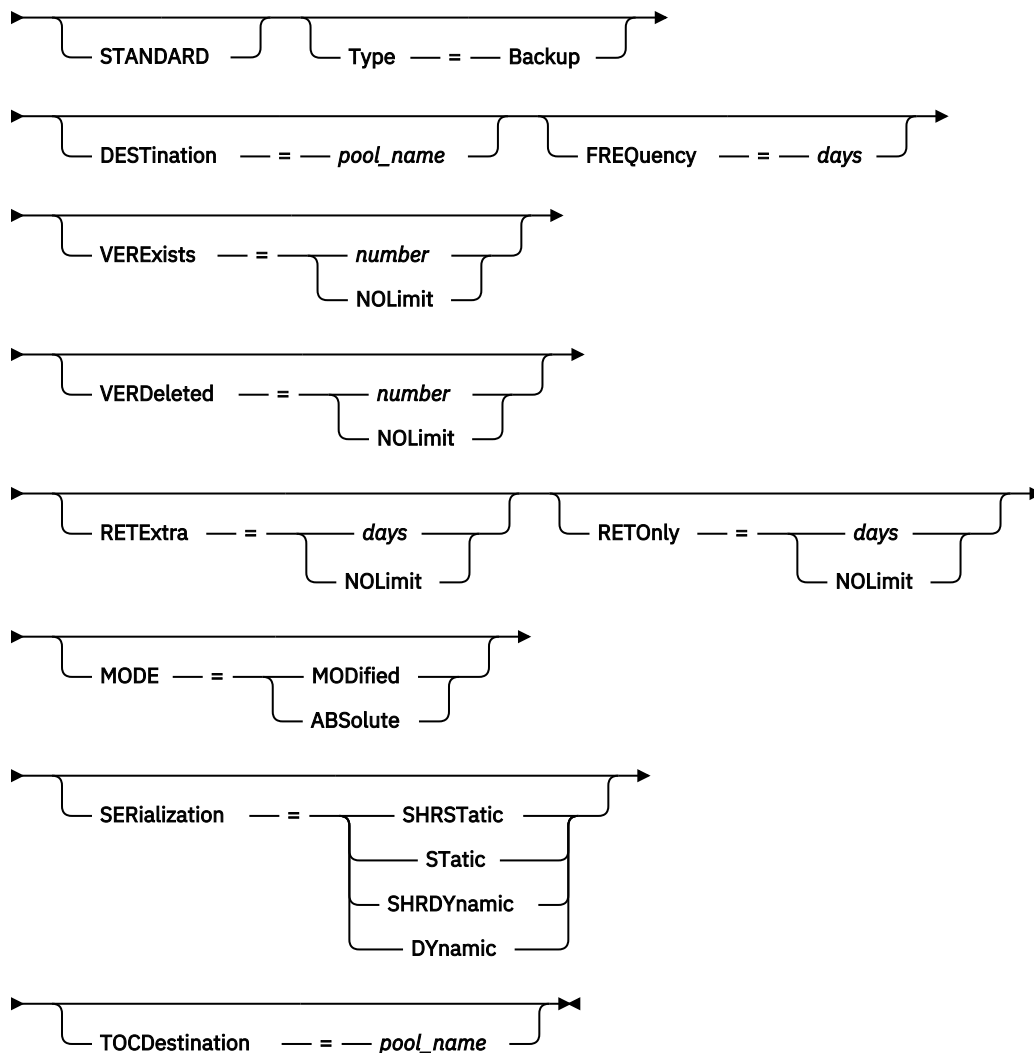 STANDARD Type = Backup
DESTination = pool_name FREQuency = days
VERExists = number
NOLimit
VERDeleted = number
NOLimit
RETExtra = days RETOnly = days
NOLimit NOLimit
MODE = MODified
ABSolute
SERialization = SHRSTatic
STatic
SHRDYnamic
DYnamic
TOCDestination = pool_name